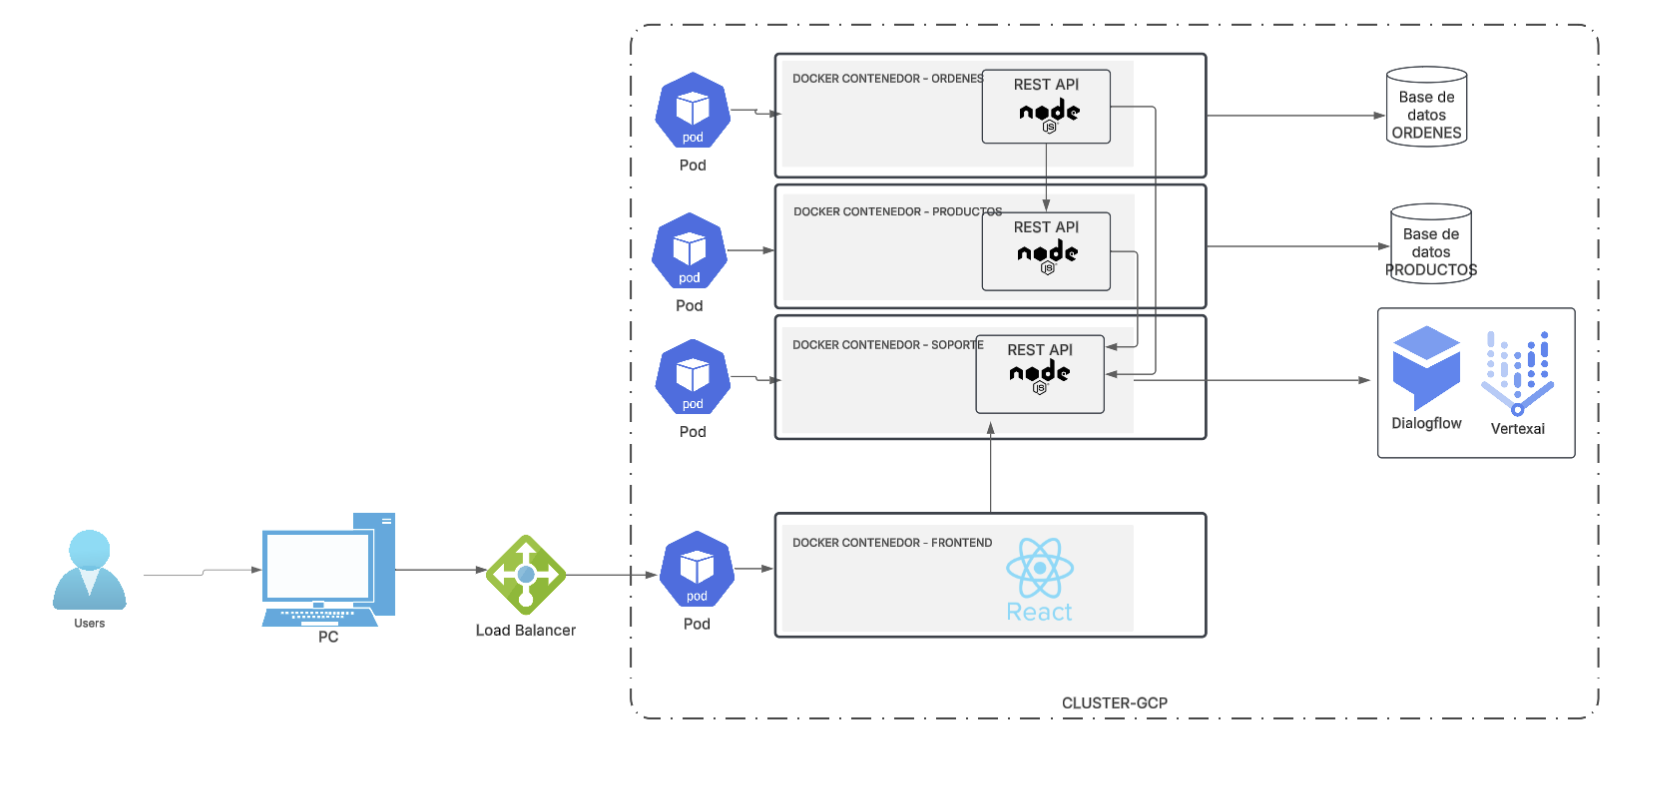 DOCKER CONTENEDOR - ORDENES
REST API
node
JS
pod
Pod
Base de
datos
ORDENES
DOCKER CONTENEDOR - PRODUCTOS
REST API
node
JS
pod
Pod
Base de
datos
PRODUCTOS
DOCKER CONTENEDOR - SOPORTE
REST API
node
JS
pod
Pod
Dialogflow
Vertexai
DOCKER CONTENEDOR - FRONTEND
React
pod
Pod
Users
PC
Load Balancer
CLUSTER-GCP